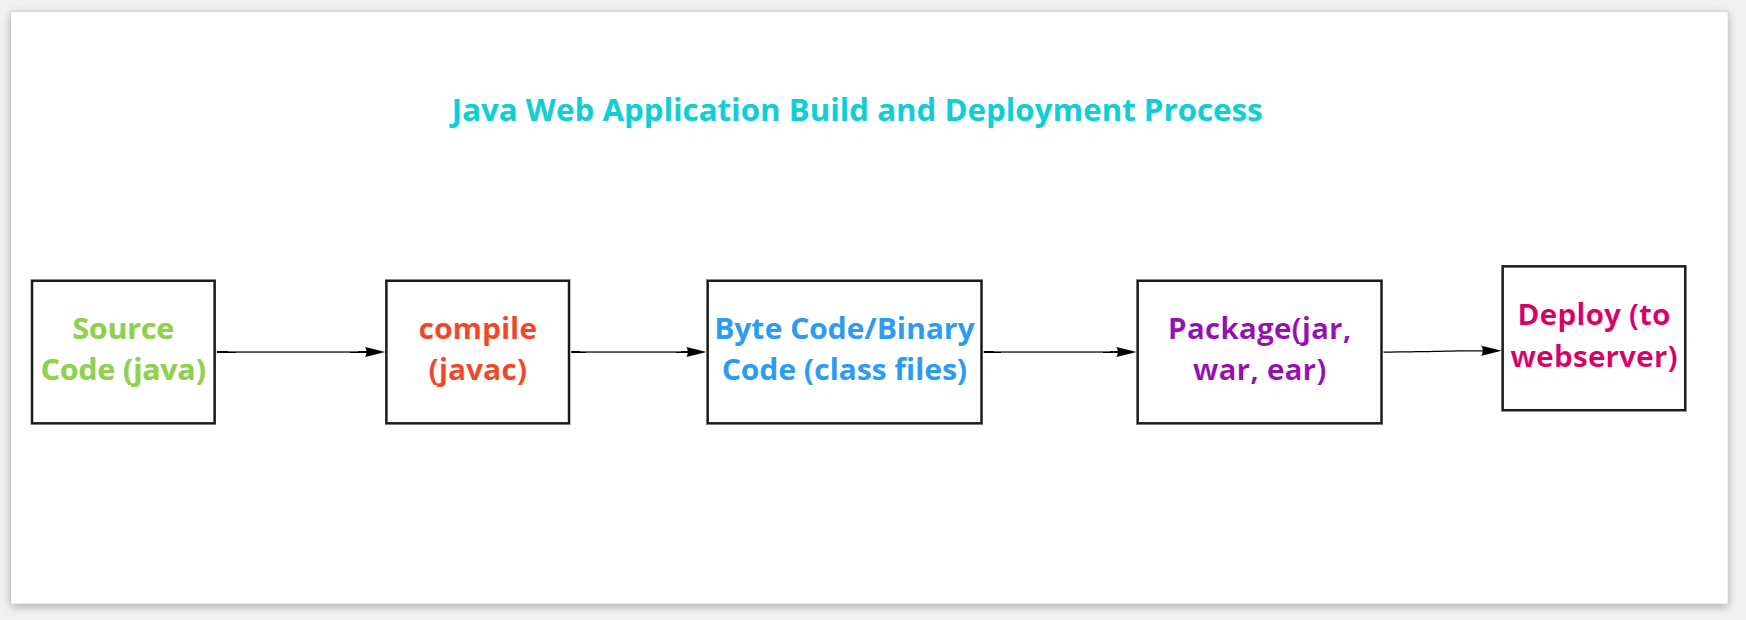 Java Web Application Build and Deployment Process
Source
Code (java)
compile
(javac)
Byte Code/Binary
Code (class files)
Package(jar,
war, ear)
Deploy (to
webserver)